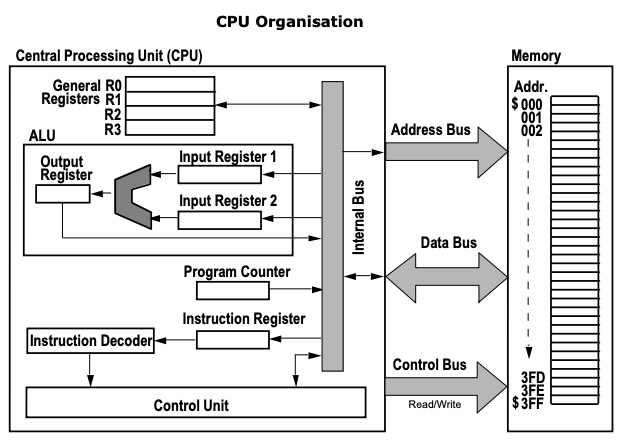 CPU Organisation
Central Processing Unit (CPU)
Memory
General R0
Registers R1
R2
R3
ALU
Output
Register
Input Register 1
Input Register 2
Internal Bus
Program Counter
Instruction Register
Instruction Decoder
Control Unit
Address Bus
Data Bus
Control Bus
Read/Write
Addr.
$ 000
001
002
3FD
3FE
$ 3FF